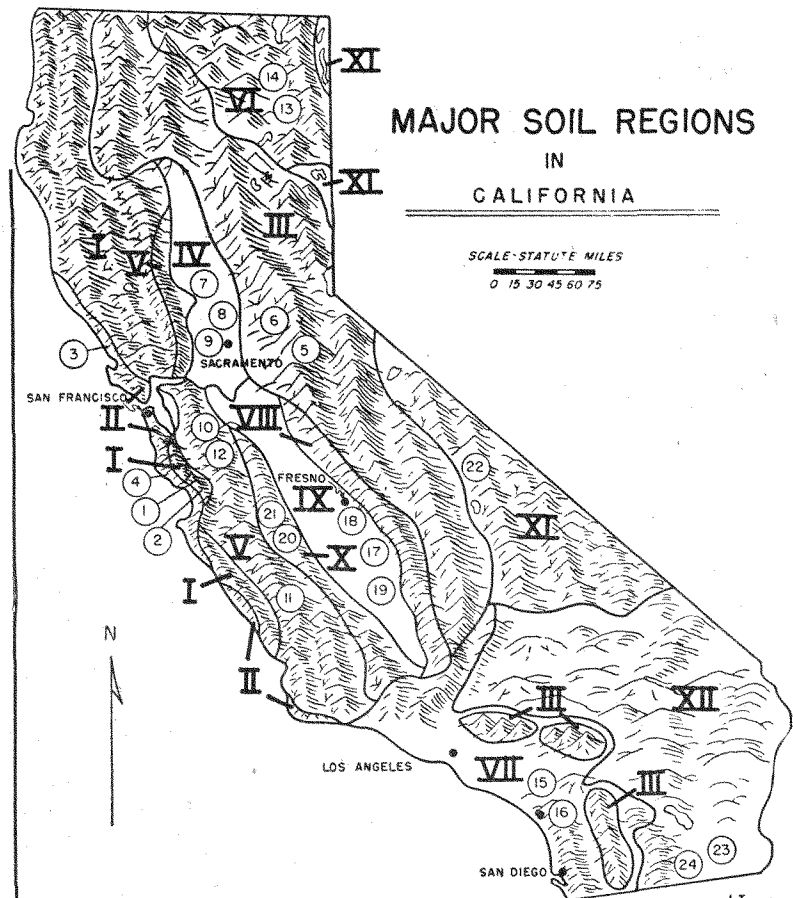 MAJOR SOIL REGIONS
IN
CALIFORNIA
SCALE-STATUTE MILES
0 15 30 45 60 75
XI
14
VI
13
XI
III
I
V
IV
7
8
6
9
SACRAMENTO
5
3
SAN FRANCISCO
II
VIII
10
I
12
4
FRESNO
22
1
IX
21
18
XI
2
20
V
X
17
I
11
19
N
II
III
XII
LOS ANGELES
VII
15
III
16
SAN DIEGO
24
23